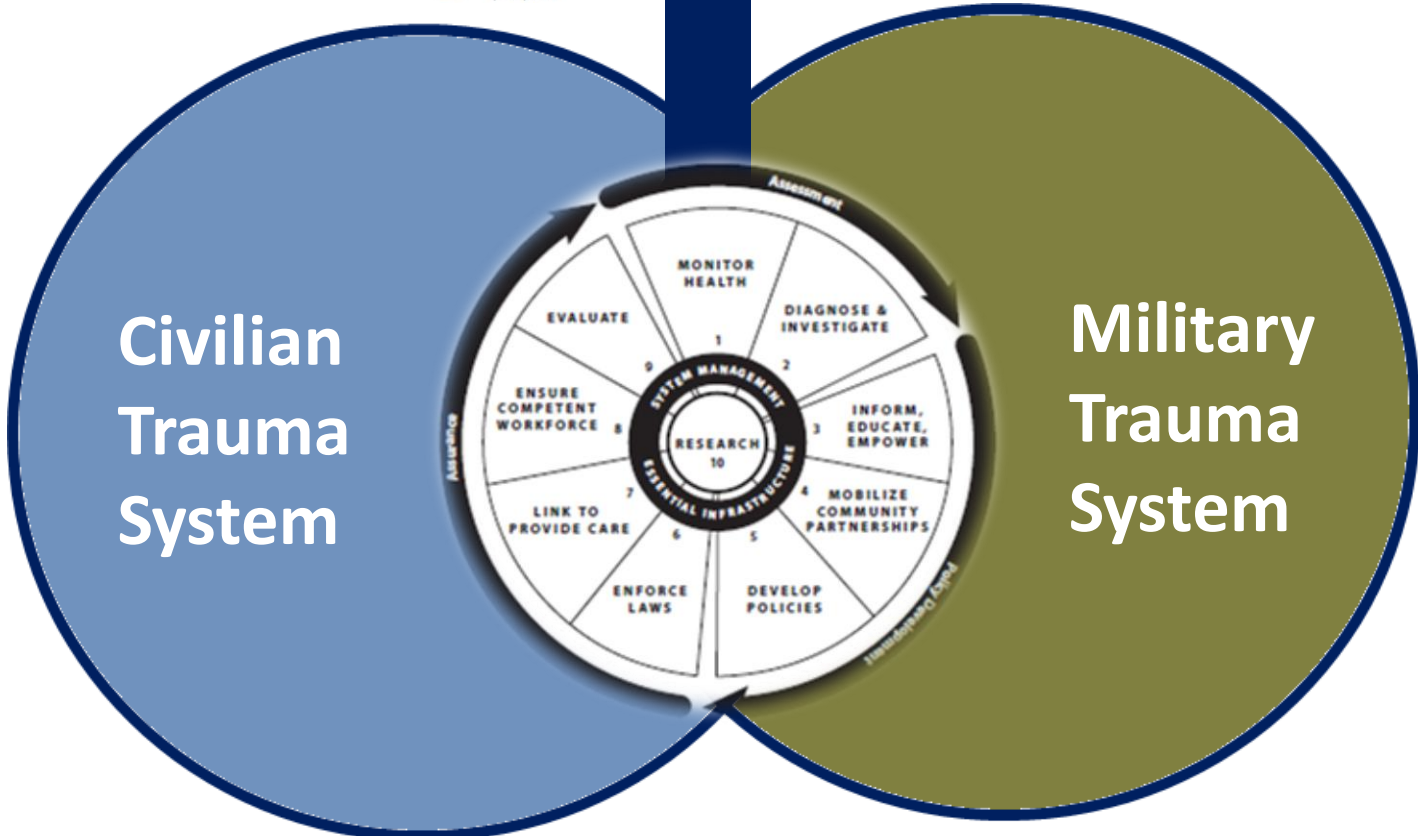 Civilian
Trauma
System
Assessment
MONITOR
HEALTH
1
DIAGNOSE &
INVESTIGATE
2
INFORM,
EDUCATE,
EMPOWER
3
MOBILIZE
COMMUNITY
PARTNERSHIPS
4
Policy Development
DEVELOP
POLICIES
5
ENFORCE
LAWS
6
LINK TO
PROVIDE CARE
7
ENSURE
COMPETENT
WORKFORCE
8
EVALUATE
9
Assurance
SYSTEM MANAGEMENT
RESEARCH
10
ESSENTIAL INFRASTRUCTURE
Military
Trauma
System